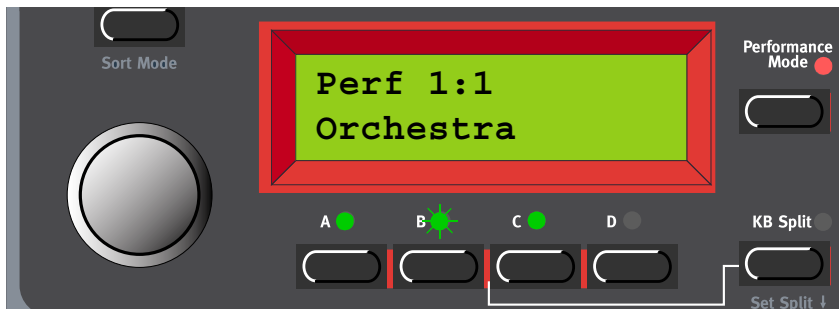 Sort Mode
Perf 1:1
Orchestra
Performance
Mode
A
B
C
D
KB Split
Set Split ↓